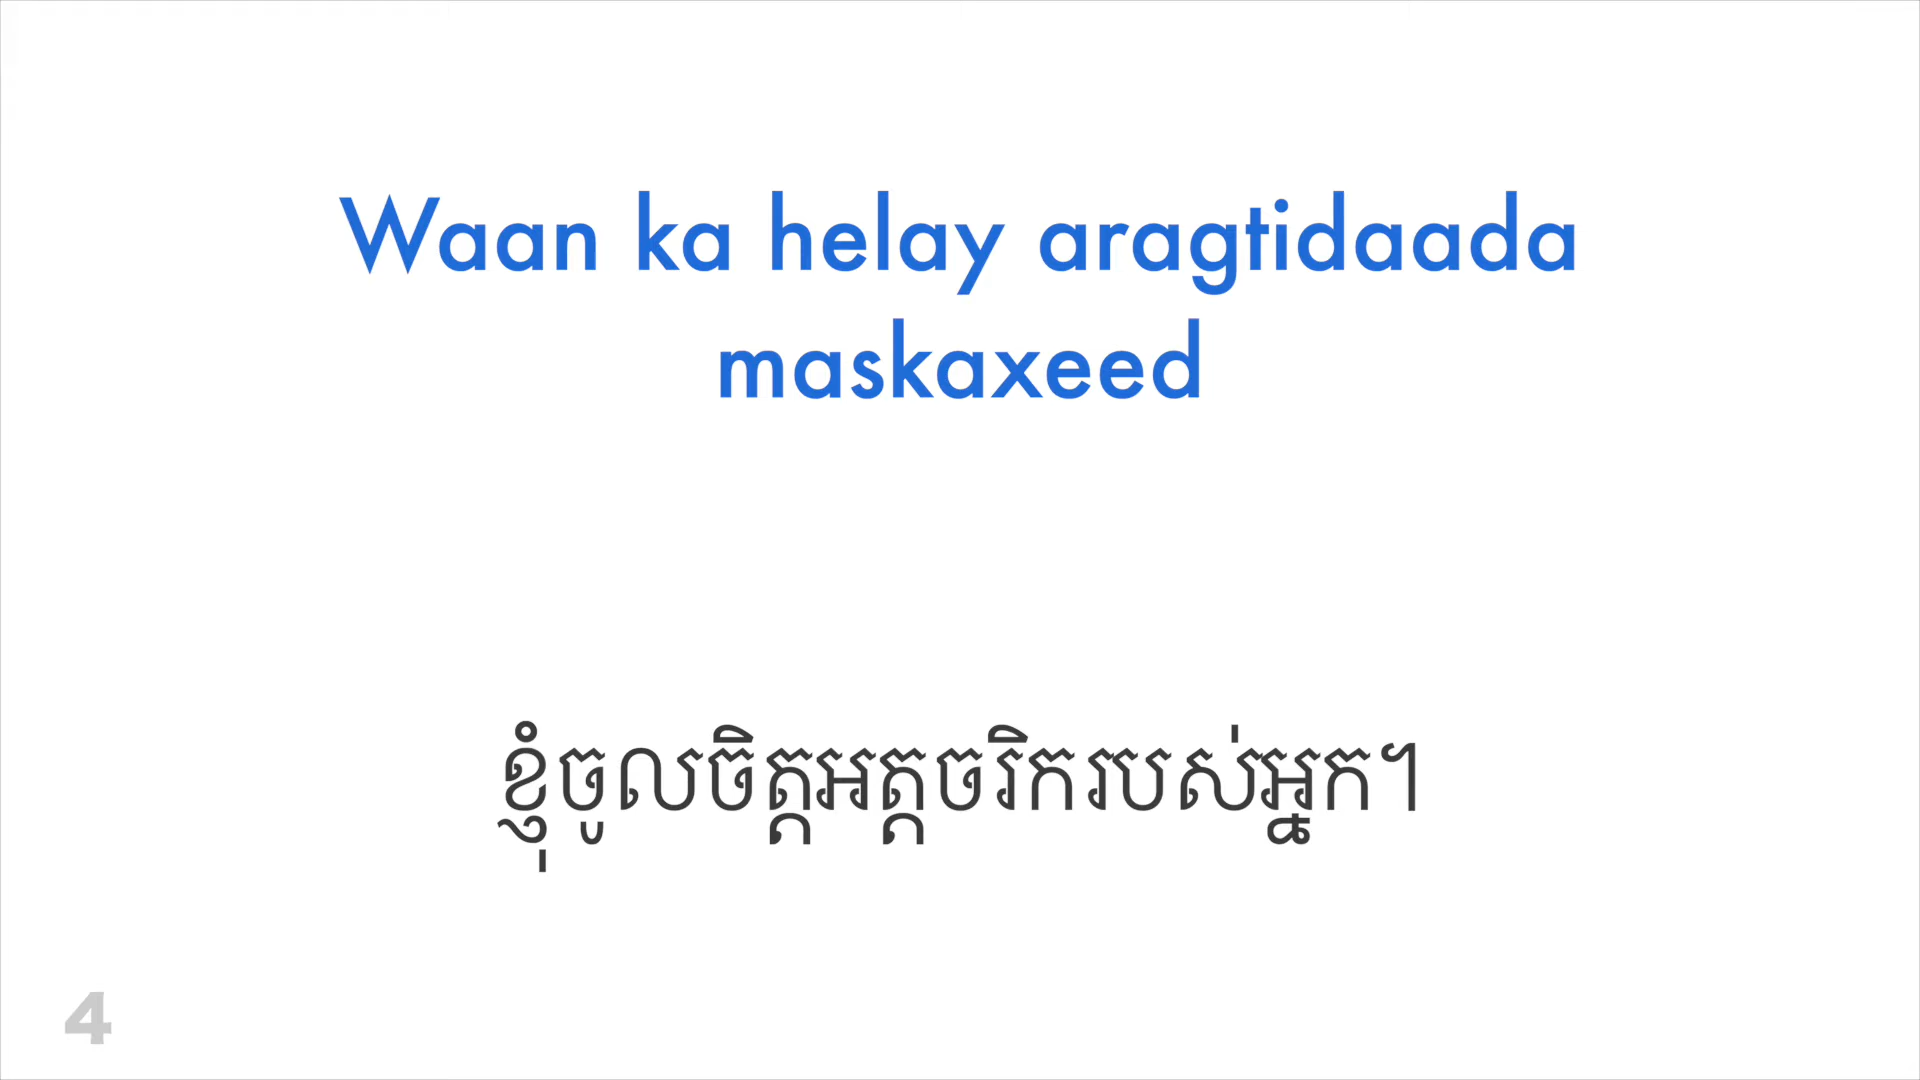 Waan ka helay aragtidaada
maskaxeed
ខ្ញុំចូលចិត្តអត្តចរិករបស់អ្នក។
4